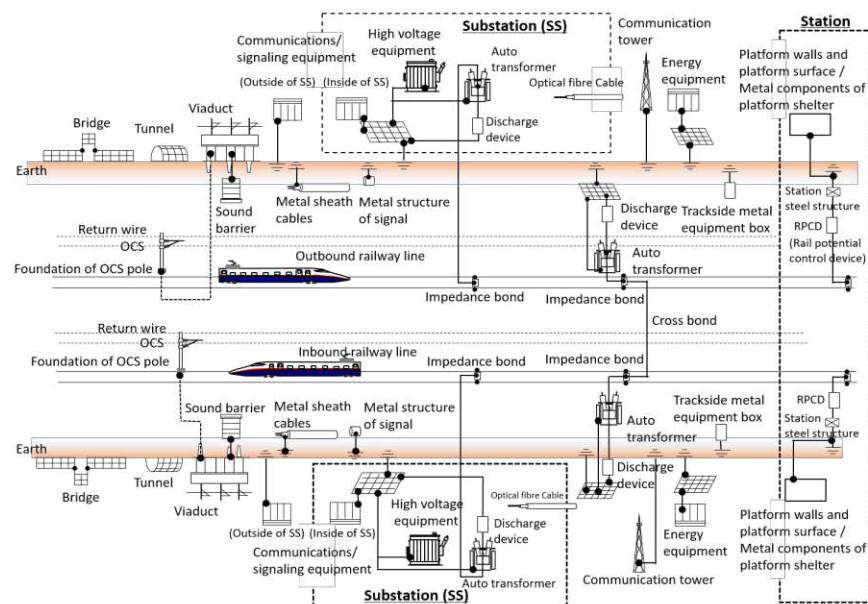 Substation (SS)
Station
Communications/
signaling equipment
(Outside of SS)
(Inside of SS)
High voltage
equipment
Auto
transformer
Discharge
device
Optical fibre Cable
Communication
tower
Energy
equipment
Platform walls and
platform surface /
Metal components of
platform shelter
Bridge
Tunnel
Viaduct
Earth
Sound
barrier
Metal sheath
cables
Metal structure
of signal
Discharge
device
Trackside metal
equipment box
Station
steel structure
RPCD
(Rail potential
control device)
Return wire
OCS
Foundation of OCS pole
Outbound railway line
Auto
transformer
Impedance bond
Impedance bond
Cross bond
Return wire
OCS
Foundation of OCS pole
Inbound railway line
Impedance bond
Impedance bond
Sound barrier
Metal sheath
cables
Metal structure
of signal
Auto
transformer
Trackside metal
equipment box
RPCD
Station
steel structure
Earth
Bridge
Tunnel
Viaduct
(Outside of SS)
(Inside of SS)
Communications/
signaling equipment
High voltage
equipment
Discharge
device
Auto transformer
Optical fibre Cable
Discharge
device
Communication tower
Energy
equipment
Platform walls and
platform surface /
Metal components of
platform shelter
Substation (SS)